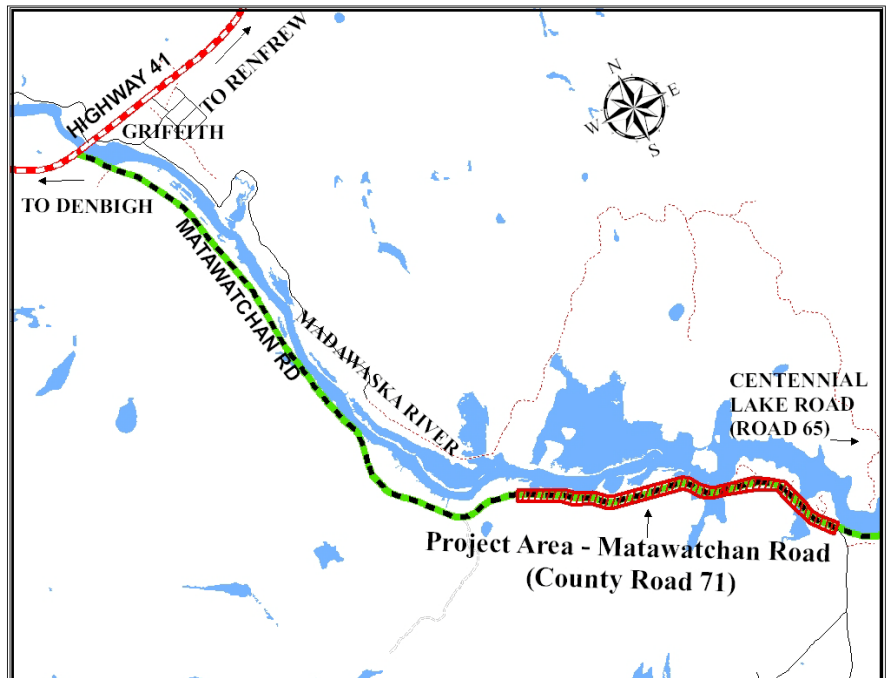 HIGHWAY 41
TO RENFREW
GRIFFITH
N
E
W
S
TO DENBIGH
MATAWATCHAN RD
MADAWASKA RIVER
CENTENNIAL
LAKE ROAD
(ROAD 65)
Project Area - Matawatchan Road
(County Road 71)